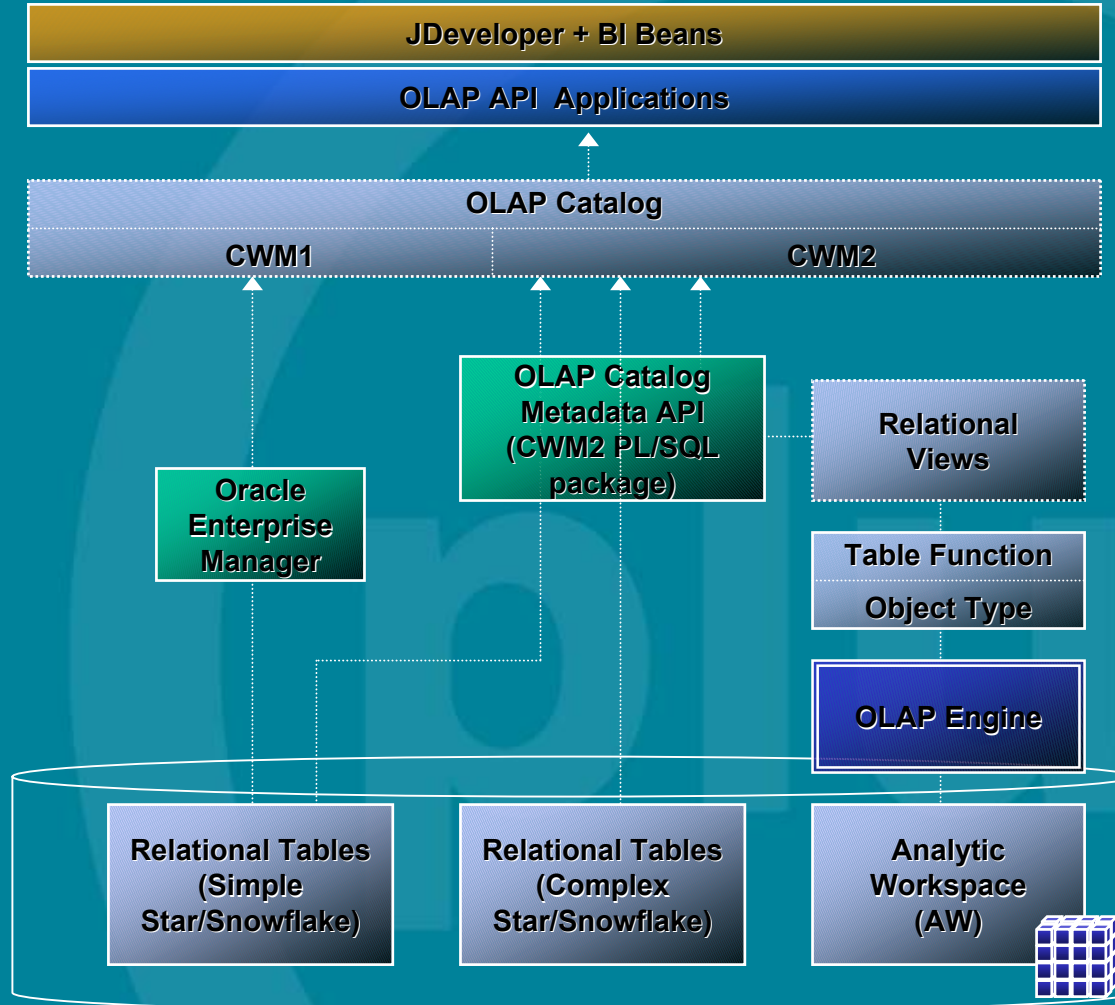 JDeveloper + BI Beans
OLAP API Applications
OLAP Catalog
CWM1
CWM2
OLAP Catalog
Metadata API
(CWM2 PL/SQL
package)
Relational
Views
Oracle
Enterprise
Manager
Table Function
Object Type
OLAP Engine
Relational Tables
(Simple
Star/Snowflake)
Relational Tables
(Complex
Star/Snowflake)
Analytic
Workspace
(AW)